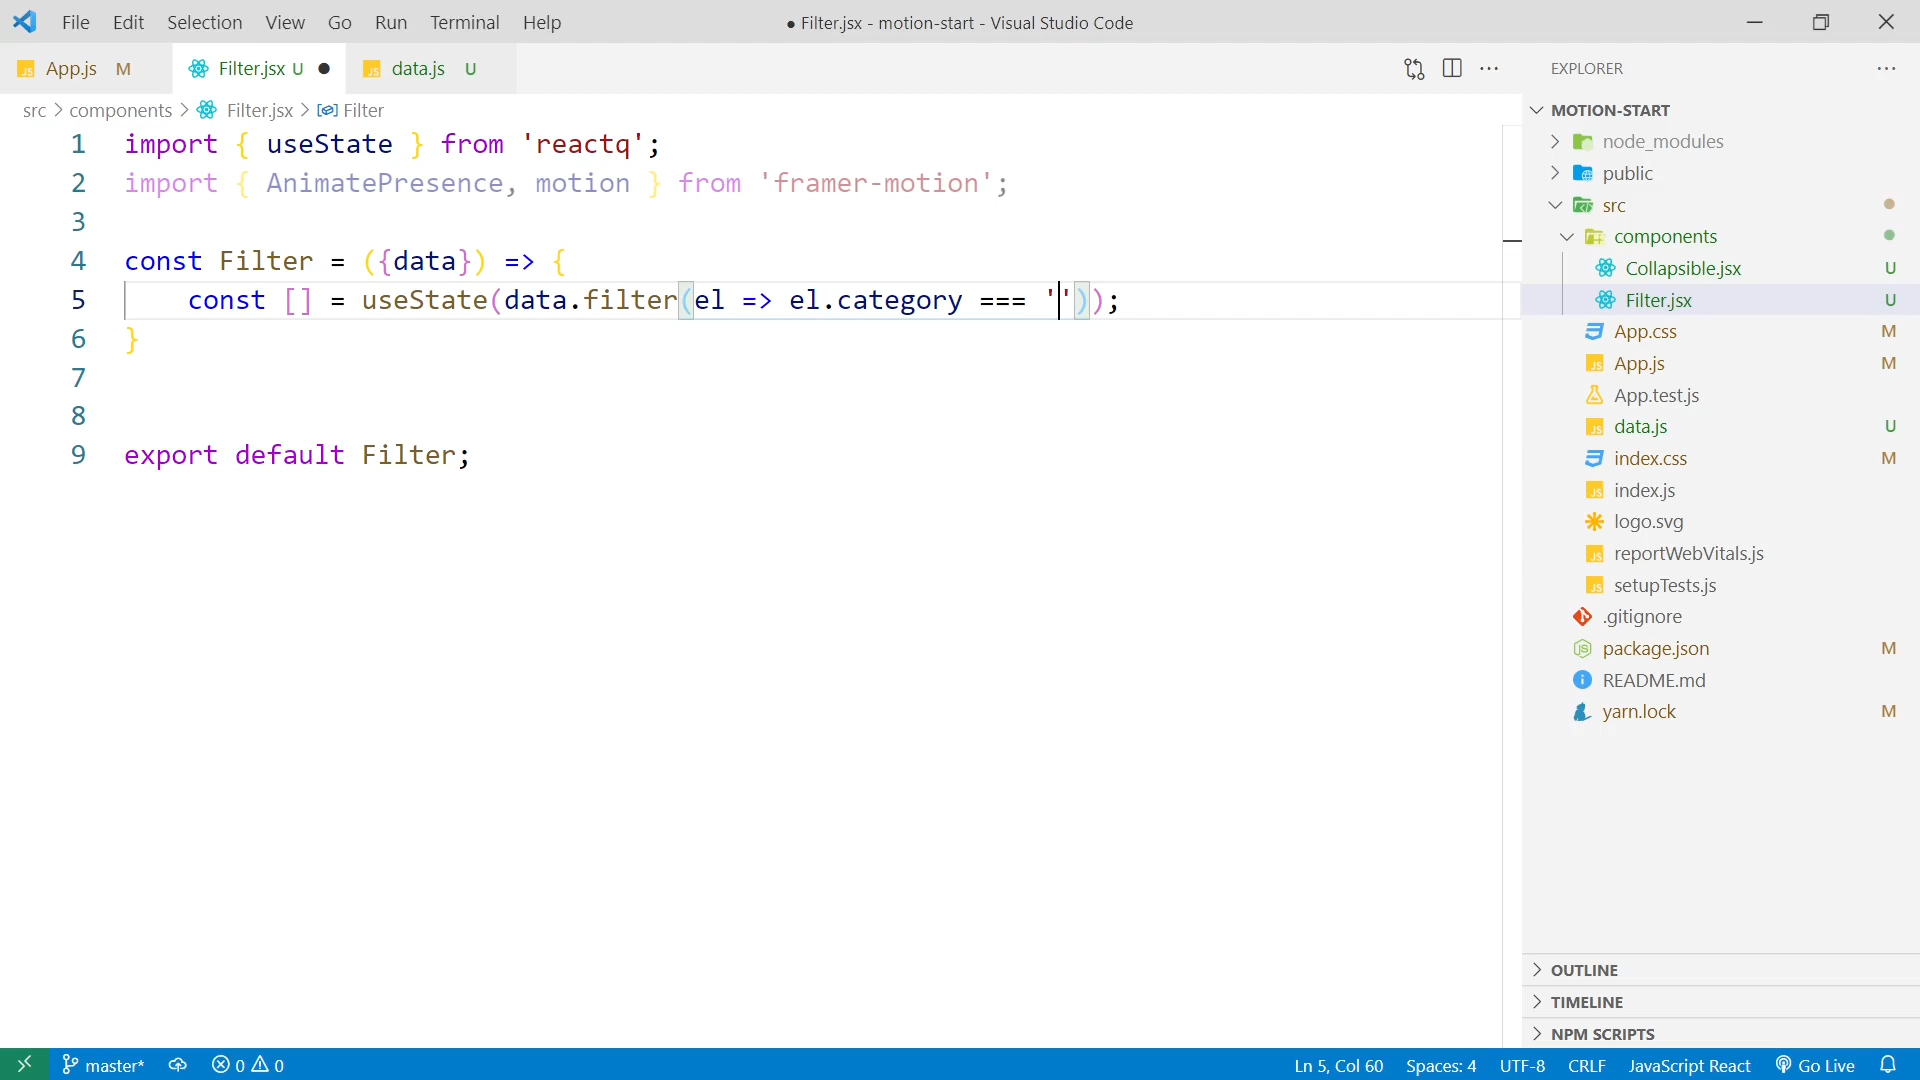 File Edit Selection View Go Run Terminal Help
● Filter.jsx - motion-start - Visual Studio Code
App.js M
Filter.jsx U ●
data.js U
src > components > Filter.jsx > Filter
1 import { useState } from 'reactq';
2 import { AnimatePresence, motion } from 'framer-motion';
3
4 const Filter = ({data}) => {
5 const [] = useState(data.filter(el => el.category === ''));
6 }
7
8
9 export default Filter;
EXPLORER
MOTION-START
node_modules
public
src
components
Collapsible.jsx U
Filter.jsx U
App.css M
App.js M
App.test.js
data.js U
index.css M
index.js
logo.svg
reportWebVitals.js
setupTests.js
.gitignore
package.json M
README.md
yarn.lock M
OUTLINE
TIMELINE
NPM SCRIPTS
master* 0 0
Ln 5, Col 60 Spaces: 4 UTF-8 CRLF JavaScript React Go Live